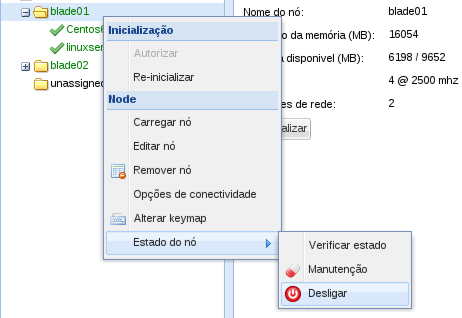 blade01
Centos6
linuxser
blade02
unassigned
Inicialização
Autorizar
Re-inicializar
Node
Carregar nó
Editar nó
Remover nó
Opções de conectividade
Alterar keymap
Estado do nó
Verificar estado
Manutenção
Desligar
Nome do nó: blade01
o da memória (MB): 16054
a disponivel (MB): 6198 / 9652
4 @ 2500 mhz
es de rede: 2
alizar